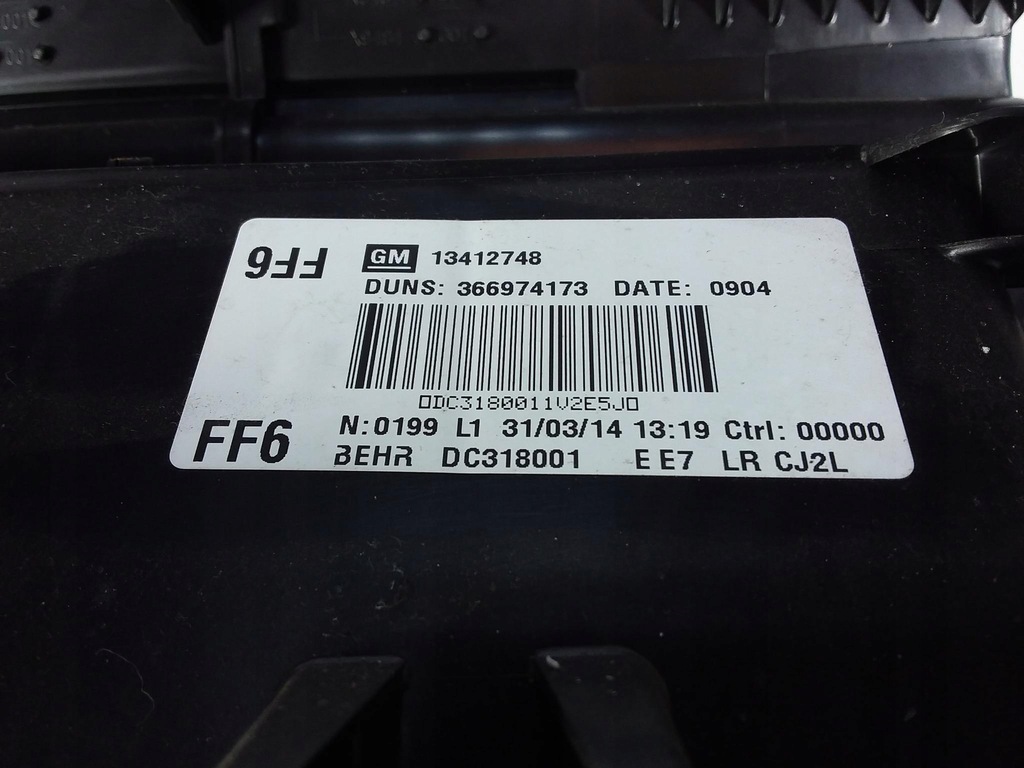 FF6
GM 13412748
DUNS: 366974173 DATE: 0904
0DC3180011V2E5J0
N:0199 L1 31/03/14 13:19 Ctrl: 00000
FF6
BEHR DC318001 E E7 LR CJ2L